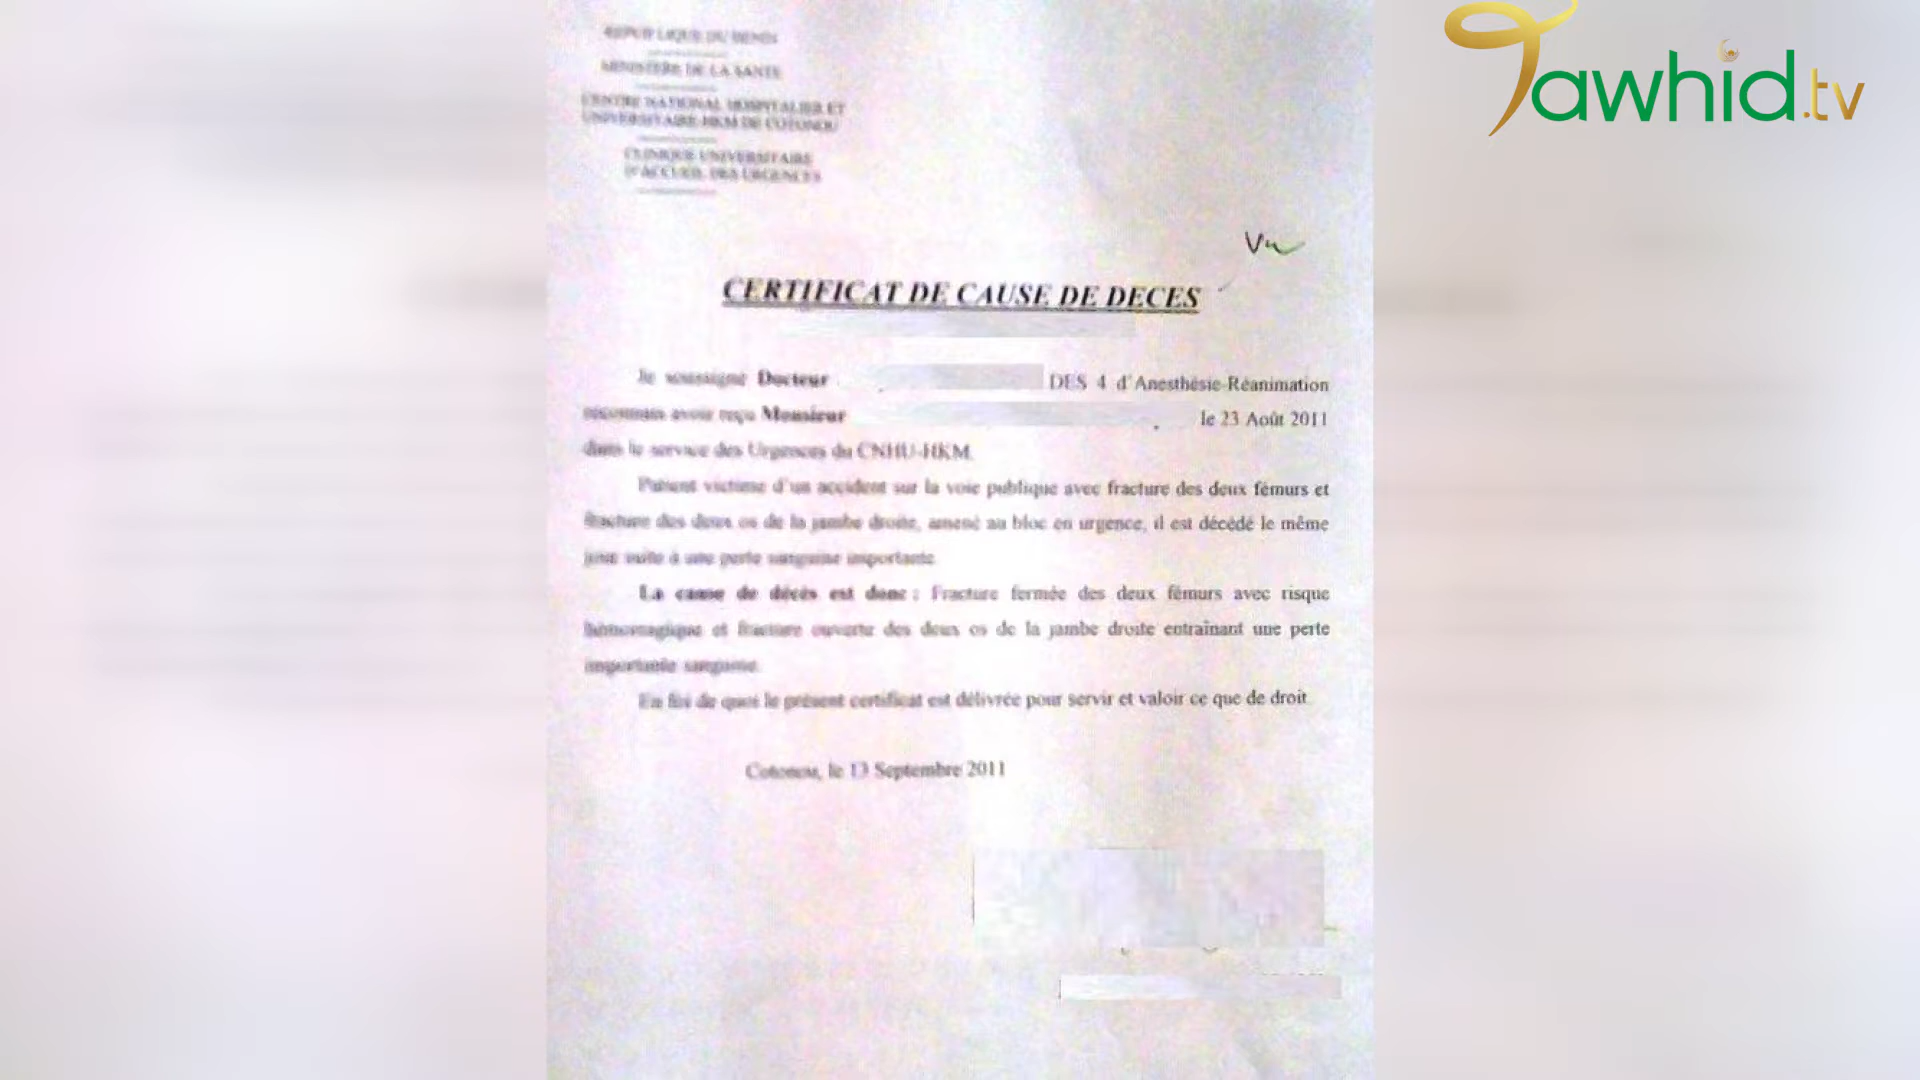 REPUBLIQUE DU BENIN
MINISTERE DE LA SANTE
CENTRE NATIONAL HOSPITALIER ET
UNIVERSITAIRE-HKM DE COTONOU
CLINIQUE UNIVERSITAIRE
D'ACCUEIL DES URGENCES
Tawhid.tv
Vu
CERTIFICAT DE CAUSE DE DECES
Je soussigné Docteur DES 4 d'Anesthésie-Réanimation
reconnais avoir reçu Monsieur le 23 Août 2011
dans le service des Urgences du CNHU-HKM.
Patient victime d'un accident sur la voie publique avec fracture des deux fémurs et
fracture des deux os de la jambe droite, amené au bloc en urgence, il est décédé le même
jour suite à une perte sanguine importante.
La cause de décès est donc : Fracture fermée des deux fémurs avec risque
hémorragique et fracture ouverte des deux os de la jambe droite entraînant une perte
importante sanguine.
En foi de quoi le présent certificat est délivrée pour servir et valoir ce que de droit.
Cotonou, le 13 Septembre 2011